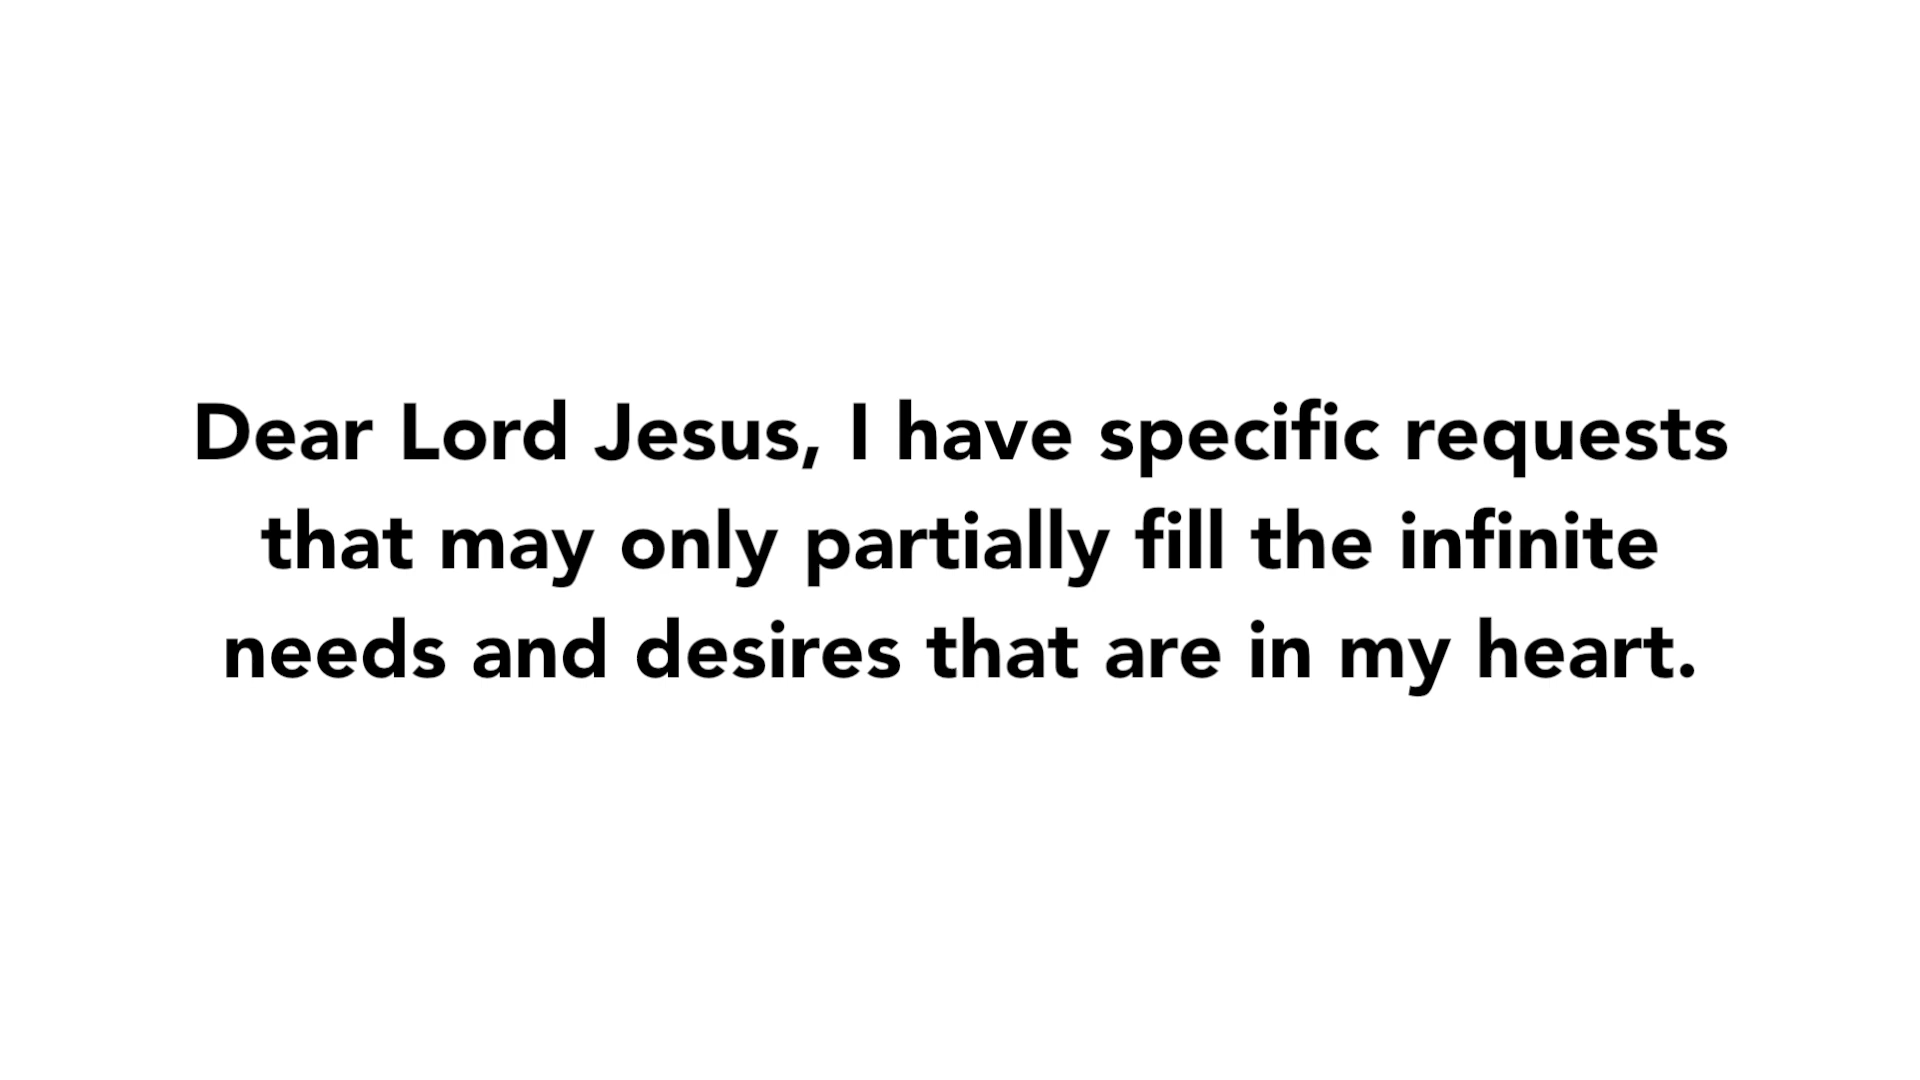 Dear Lord Jesus, I have specific requests
that may only partially fill the infinite
needs and desires that are in my heart.